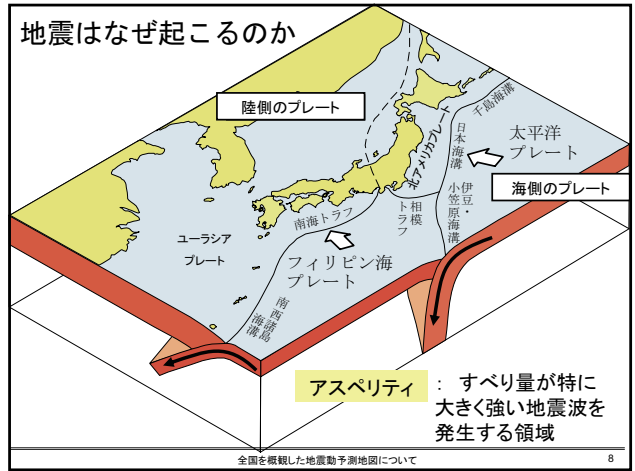 地震はなぜ起こるのか
陸側のプレート
千島海溝
北アメリカプレート
日本海溝
太平洋
プレート
海側のプレート
伊豆・
小笠原海溝
相模
トラフ
南海トラフ
ユーラシア
プレート
フィリピン海
プレート
南西諸島
海溝
アスペリティ : すべり量が特に
大きく強い地震波を
発生する領域
全国を概観した地震動予測地図について 8